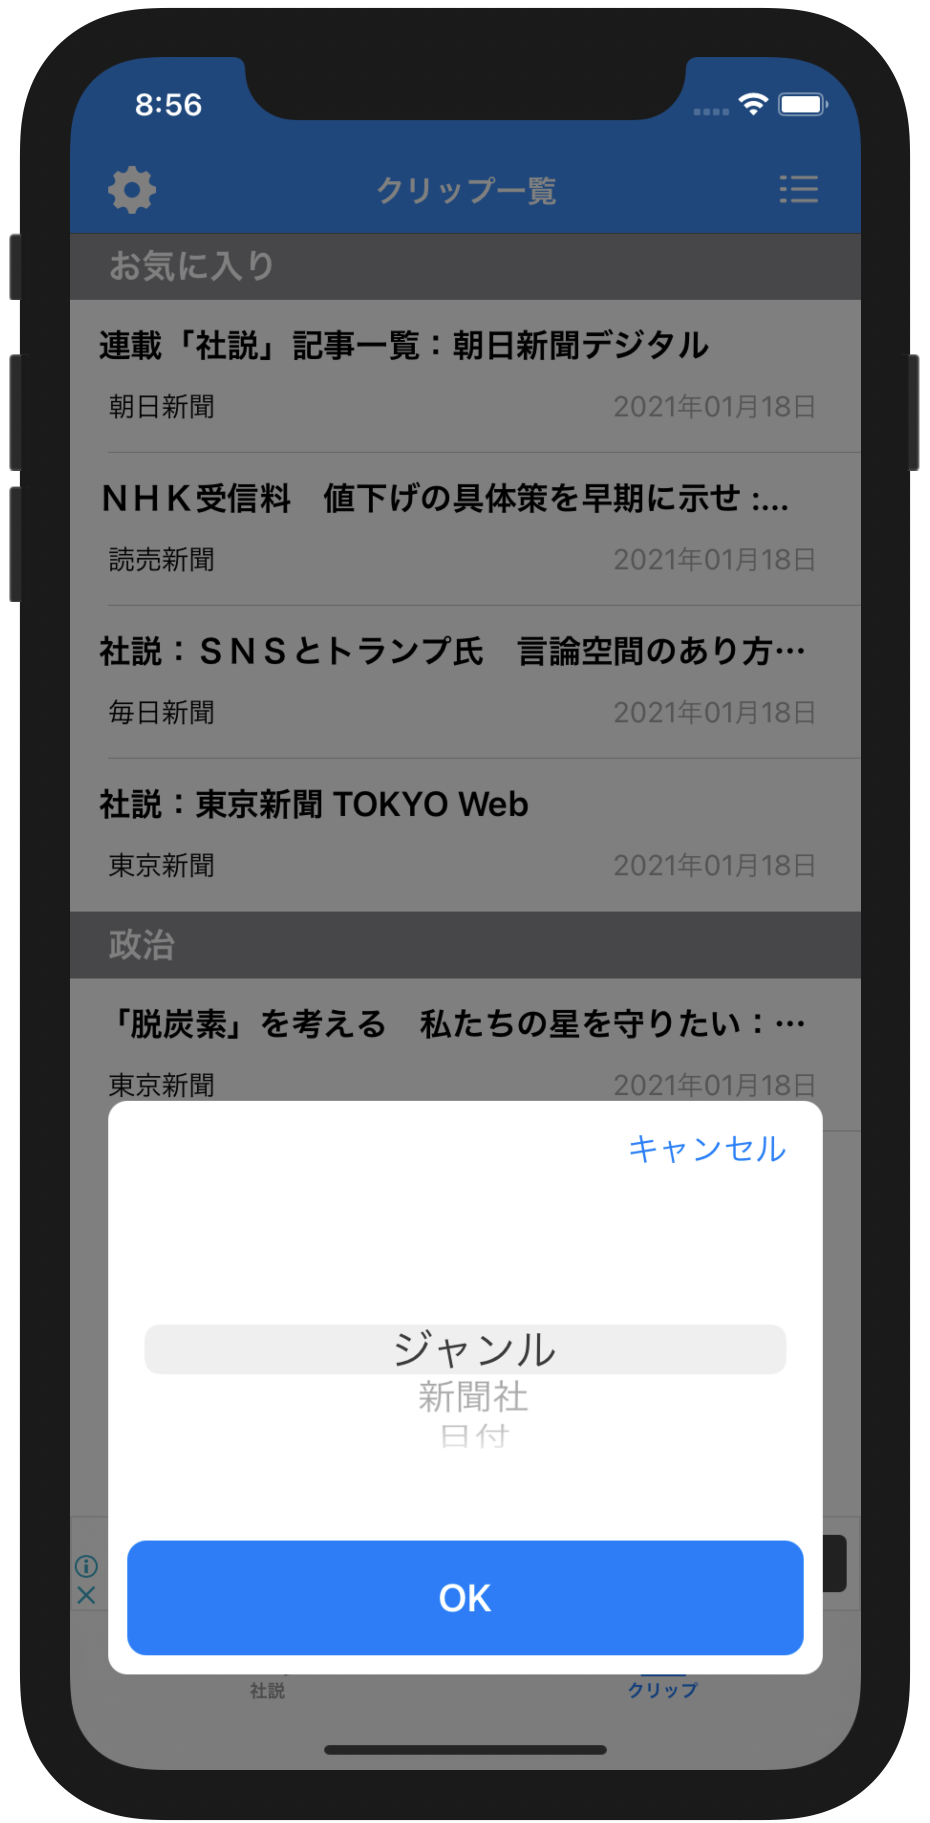 8:56
クリップ一覧
お気に入り
連載「社説」記事一覧：朝日新聞デジタル
朝日新聞 2021年01月18日
ＮＨＫ受信料　値下げの具体策を早期に示せ :...
読売新聞 2021年01月18日
社説：ＳＮＳとトランプ氏　言論空間のあり方…
毎日新聞 2021年01月18日
社説：東京新聞 TOKYO Web
東京新聞 2021年01月18日
政治
「脱炭素」を考える　私たちの星を守りたい：…
東京新聞 2021年01月18日
キャンセル
ジャンル
新聞社
日付
OK
社説 クリップ